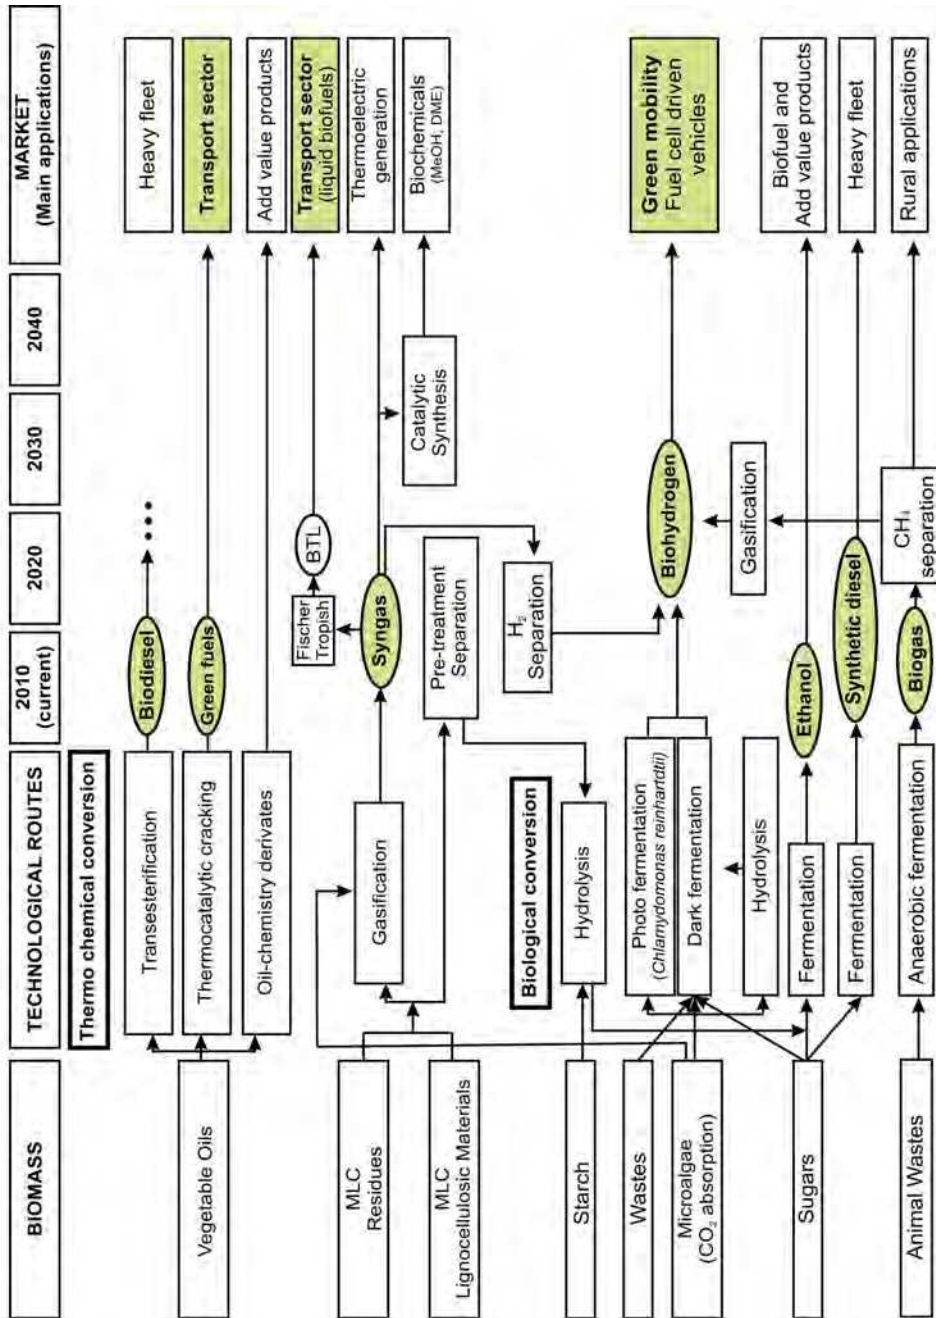 BIOMASS
TECHNOLOGICAL ROUTES
2010
(current)
2020
2030
2040
MARKET
(Main applications)
Thermo chemical conversion
Vegetable Oils
Transesterification
Biodiesel
Heavy fleet
Thermocatalytic cracking
Green fuels
Transport sector
Oil-chemistry derivates
Add value products
Fischer
Tropish
BTL
Transport sector
(liquid biofuels)
MLC
Residues
Gasification
Syngas
Thermoelectric
generation
MLC
Lignocellulosic Materials
Pre-treatment
Separation
Catalytic
Synthesis
Biochemicals
(MeOH; DME)
H2
Separation
Biological conversion
Starch
Hydrolysis
Wastes
Photo fermentation
(Chlamydomonas reinhartdtii)
Biohydrogen
Green mobility
Fuel cell driven
vehicles
Microalgae
(CO2 absorption)
Dark fermentation
Hydrolysis
Gasification
Sugars
Fermentation
Ethanol
Biofuel and
Add value products
Fermentation
Synthetic diesel
Heavy fleet
Animal Wastes
Anaerobic fermentation
Biogas
CH4
separation
Rural applications